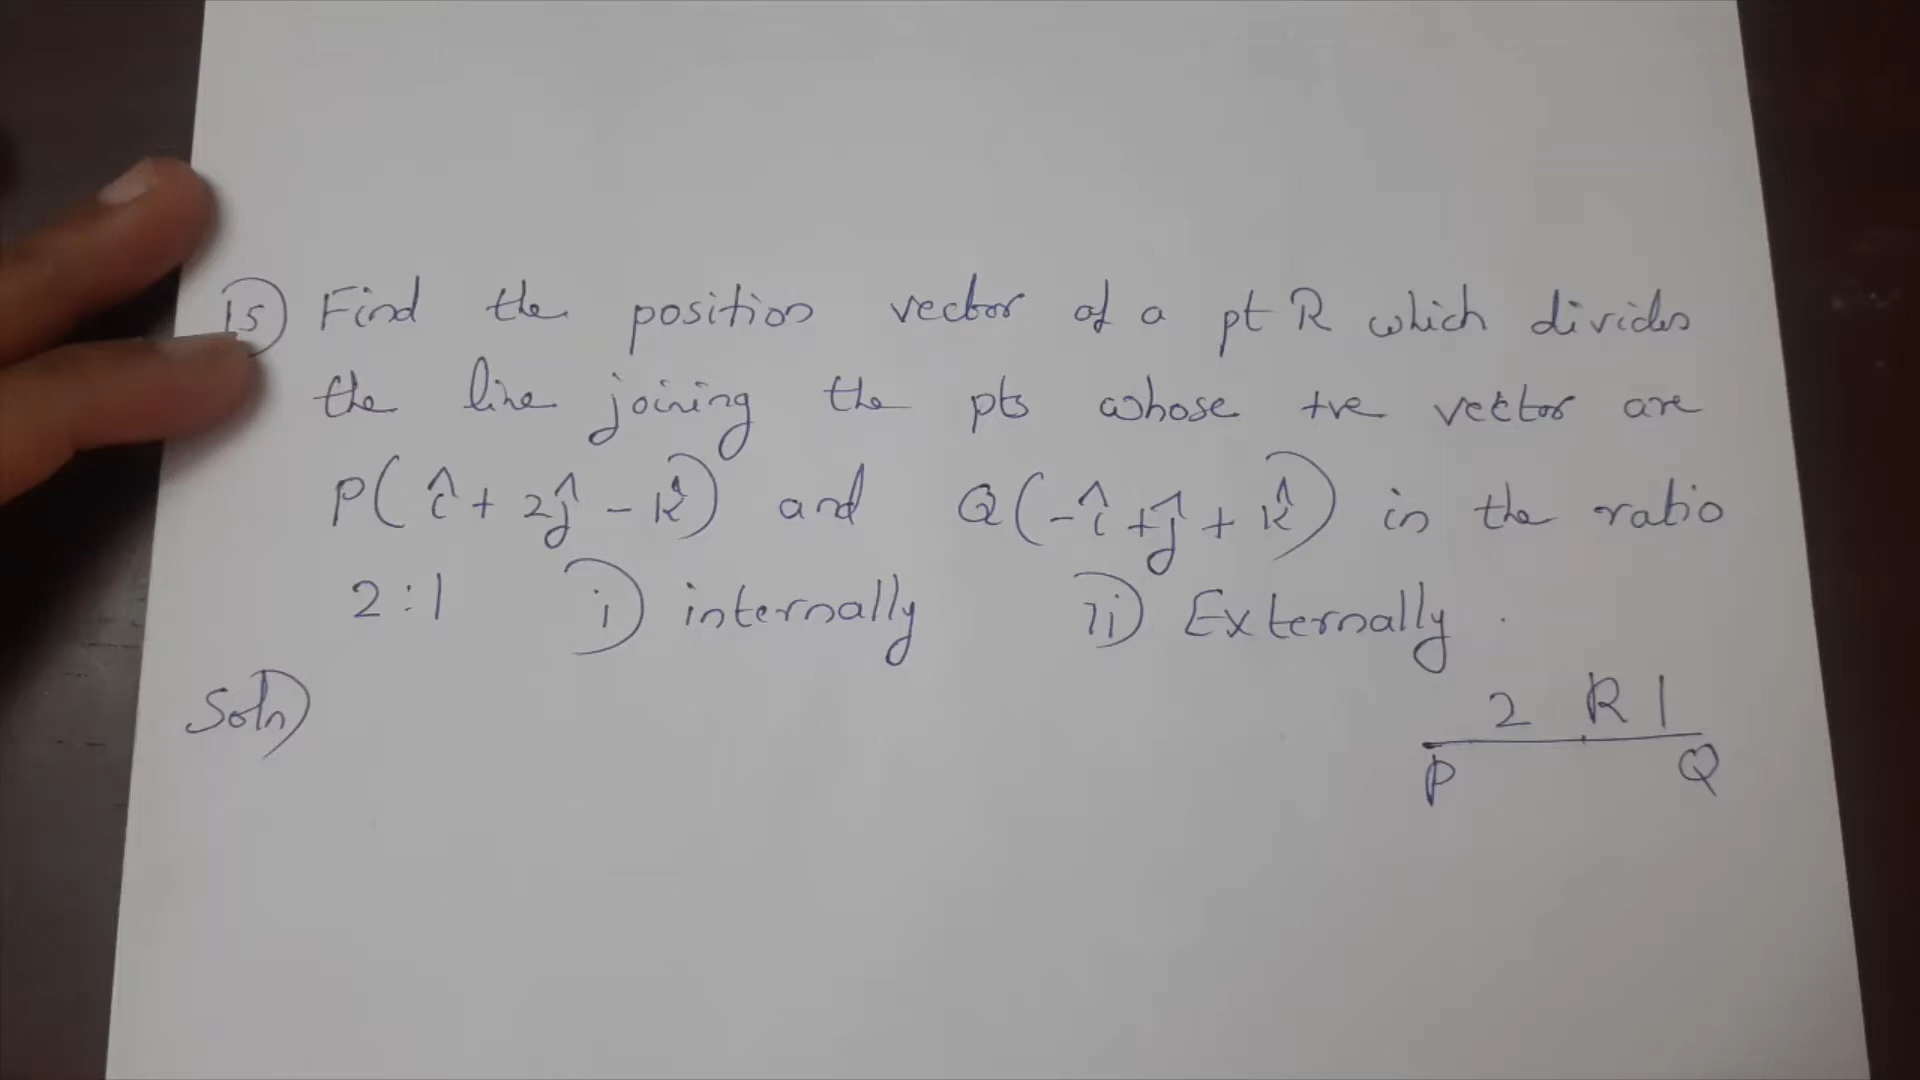 15) Find the position vector of a pt R which divides
the line joining the pts whose +ve vector are
P(î + 2ĵ - k̂) and Q(-î + ĵ + k̂) in the ratio
2:1 i) internally ii) Externally.
Soln)
2 R 1
P Q